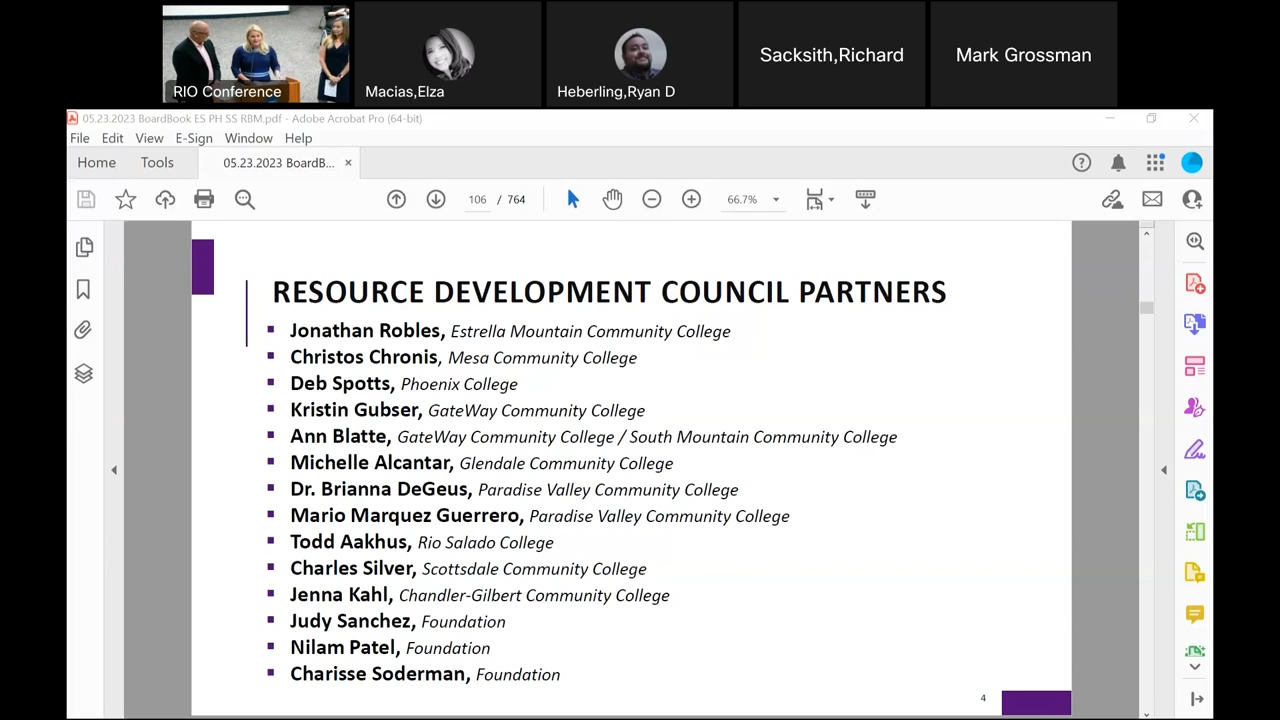 RIO Conference
Macias,Elza
Heberling,Ryan D
Sacksith,Richard
Mark Grossman
05.23.2023 BoardBook ES PH SS RBM.pdf - Adobe Acrobat Pro (64-bit)
File Edit View E-Sign Window Help
Home Tools 05.23.2023 BoardB... ×
106 / 764 66.7%
RESOURCE DEVELOPMENT COUNCIL PARTNERS
▪ Jonathan Robles, Estrella Mountain Community College
▪ Christos Chronis, Mesa Community College
▪ Deb Spotts, Phoenix College
▪ Kristin Gubser, GateWay Community College
▪ Ann Blatte, GateWay Community College / South Mountain Community College
▪ Michelle Alcantar, Glendale Community College
▪ Dr. Brianna DeGeus, Paradise Valley Community College
▪ Mario Marquez Guerrero, Paradise Valley Community College
▪ Todd Aakhus, Rio Salado College
▪ Charles Silver, Scottsdale Community College
▪ Jenna Kahl, Chandler-Gilbert Community College
▪ Judy Sanchez, Foundation
▪ Nilam Patel, Foundation
▪ Charisse Soderman, Foundation
4